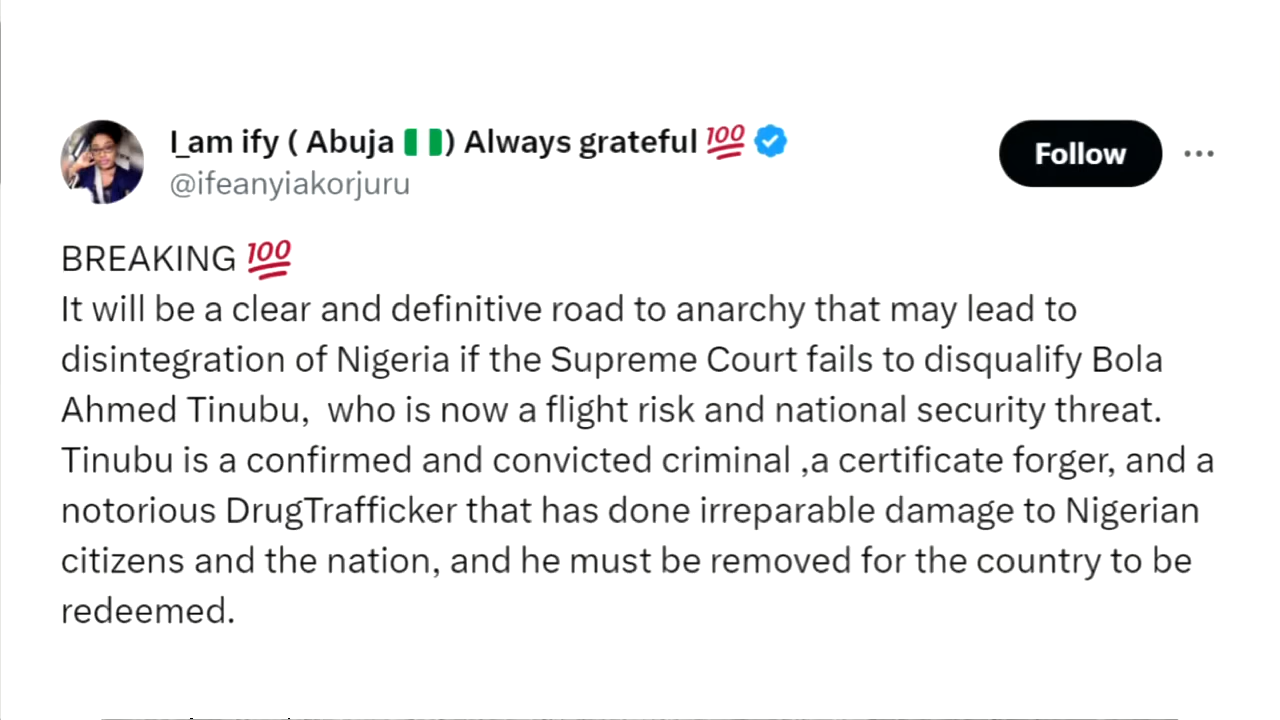 I_am ify ( Abuja 🇳🇬) Always grateful 💯
Follow
@ifeanyiakorjuru
BREAKING 💯
It will be a clear and definitive road to anarchy that may lead to
disintegration of Nigeria if the Supreme Court fails to disqualify Bola
Ahmed Tinubu,  who is now a flight risk and national security threat.
Tinubu is a confirmed and convicted criminal ,a certificate forger, and a
notorious DrugTrafficker that has done irreparable damage to Nigerian
citizens and the nation, and he must be removed for the country to be
redeemed.